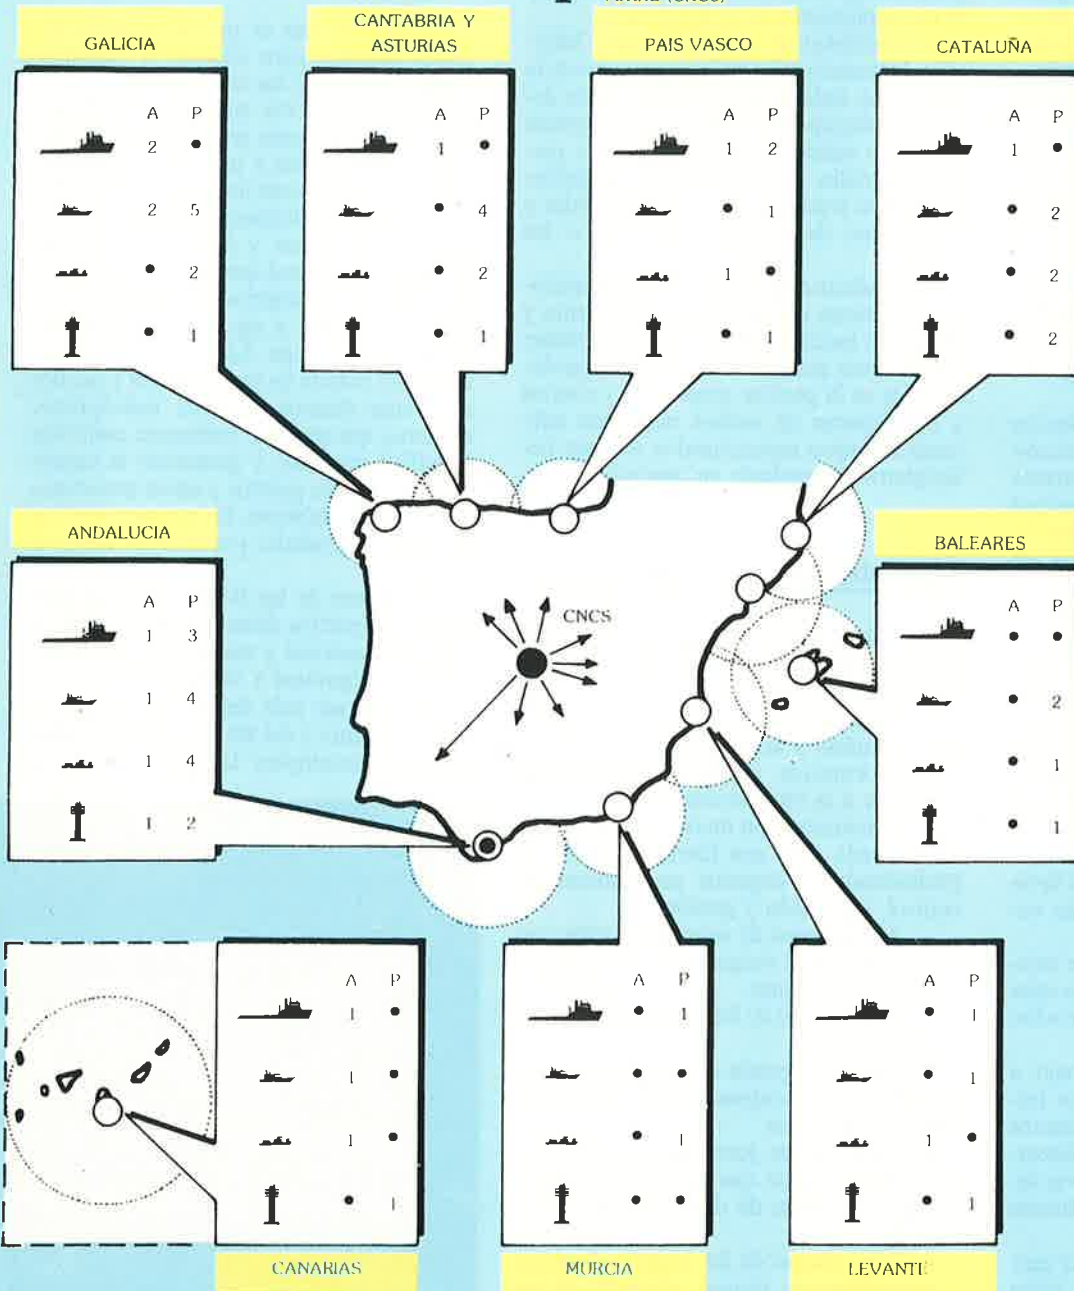 GALICIA
CANTABRIA Y
ASTURIAS
PAIS VASCO
CATALUÑA
A P
2 •
2 5
• 2
• 1
A P
1 •
• 4
• 2
• 1
A P
1 2
• 1
1 •
• 1
A P
1 •
• 2
• 2
• 2
ANDALUCIA
A P
1 3
1 4
1 4
1 2
CNCS
BALEARES
A P
• •
• 2
• 1
• 1
A P
1 •
1 •
1 •
• 1
CANARIAS
A P
• 1
• •
• 1
• •
MURCIA
A P
• 1
• 1
1 •
• 1
LEVANTE